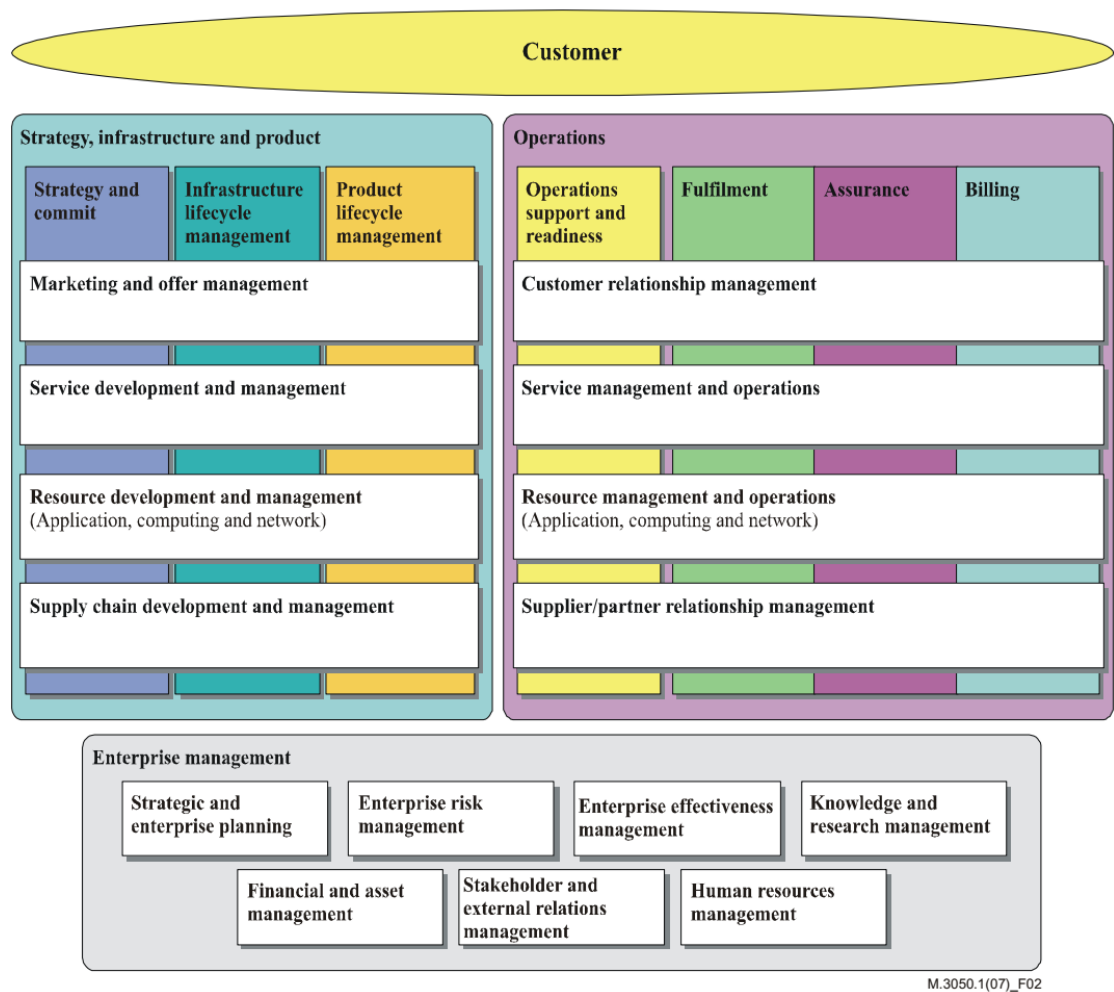 Customer
Strategy, infrastructure and product
Strategy and
commit
Infrastructure
lifecycle
management
Product
lifecycle
management
Marketing and offer management
Service development and management
Resource development and management
(Application, computing and network)
Supply chain development and management
Operations
Operations
support and
readiness
Fulfilment
Assurance
Billing
Customer relationship management
Service management and operations
Resource management and operations
(Application, computing and network)
Supplier/partner relationship management
Enterprise management
Strategic and
enterprise planning
Enterprise risk
management
Enterprise effectiveness
management
Knowledge and
research management
Financial and asset
management
Stakeholder and
external relations
management
Human resources
management
M.3050.1(07)_F02